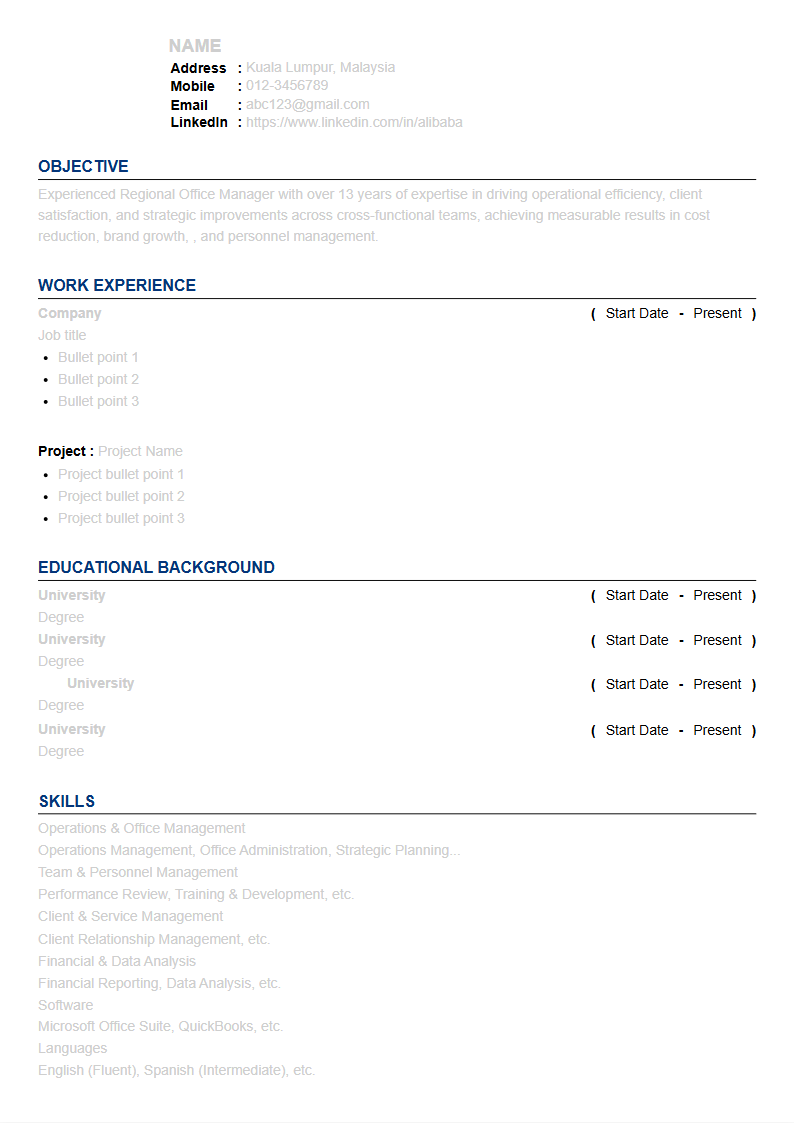 NAME
Address : Kuala Lumpur, Malaysia
Mobile : 012-3456789
Email : abc123@gmail.com
LinkedIn : https://www.linkedin.com/in/alibaba
OBJECTIVE
Experienced Regional Office Manager with over 13 years of expertise in driving operational efficiency, client
satisfaction, and strategic improvements across cross-functional teams, achieving measurable results in cost
reduction, brand growth, , and personnel management.
WORK EXPERIENCE
Company ( Start Date - Present )
Job title
• Bullet point 1
• Bullet point 2
• Bullet point 3
Project : Project Name
• Project bullet point 1
• Project bullet point 2
• Project bullet point 3
EDUCATIONAL BACKGROUND
University ( Start Date - Present )
Degree
University ( Start Date - Present )
Degree
University ( Start Date - Present )
Degree
University ( Start Date - Present )
Degree
SKILLS
Operations & Office Management
Operations Management, Office Administration, Strategic Planning...
Team & Personnel Management
Performance Review, Training & Development, etc.
Client & Service Management
Client Relationship Management, etc.
Financial & Data Analysis
Financial Reporting, Data Analysis, etc.
Software
Microsoft Office Suite, QuickBooks, etc.
Languages
English (Fluent), Spanish (Intermediate), etc.